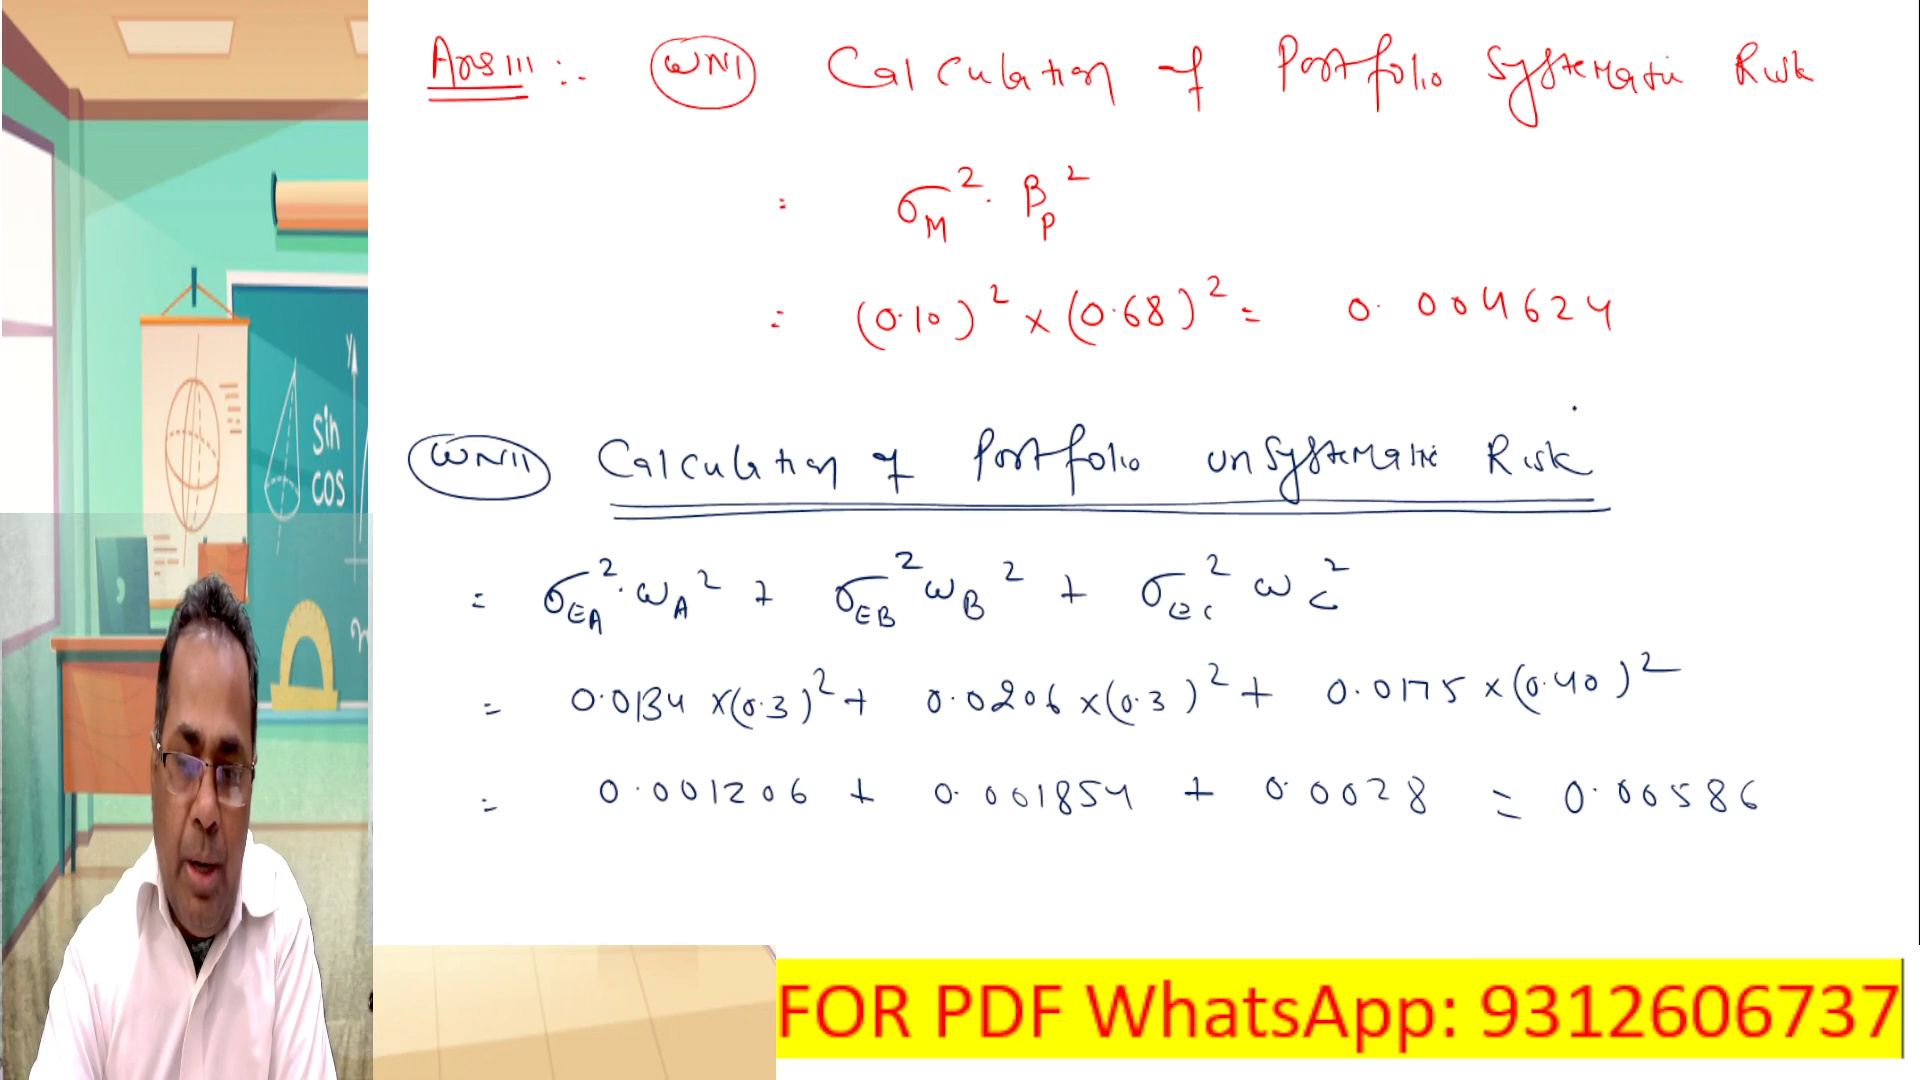 Ans III :- WN I Calculation of Portfolio Systematic Risk
= σM². βP²
= (0.10)² × (0.68)² = 0.004624
WN II Calculation of Portfolio unsystematic Risk
= σEA². ωA² + σEB² ωB² + σEC² ωC²
= 0.0134 ×(0.3)² + 0.0206 ×(0.3)² + 0.0175 ×(0.40)²
= 0.001206 + 0.001854 + 0.0028 = 0.00586
sin
cos
y
FOR PDF WhatsApp: 9312606737